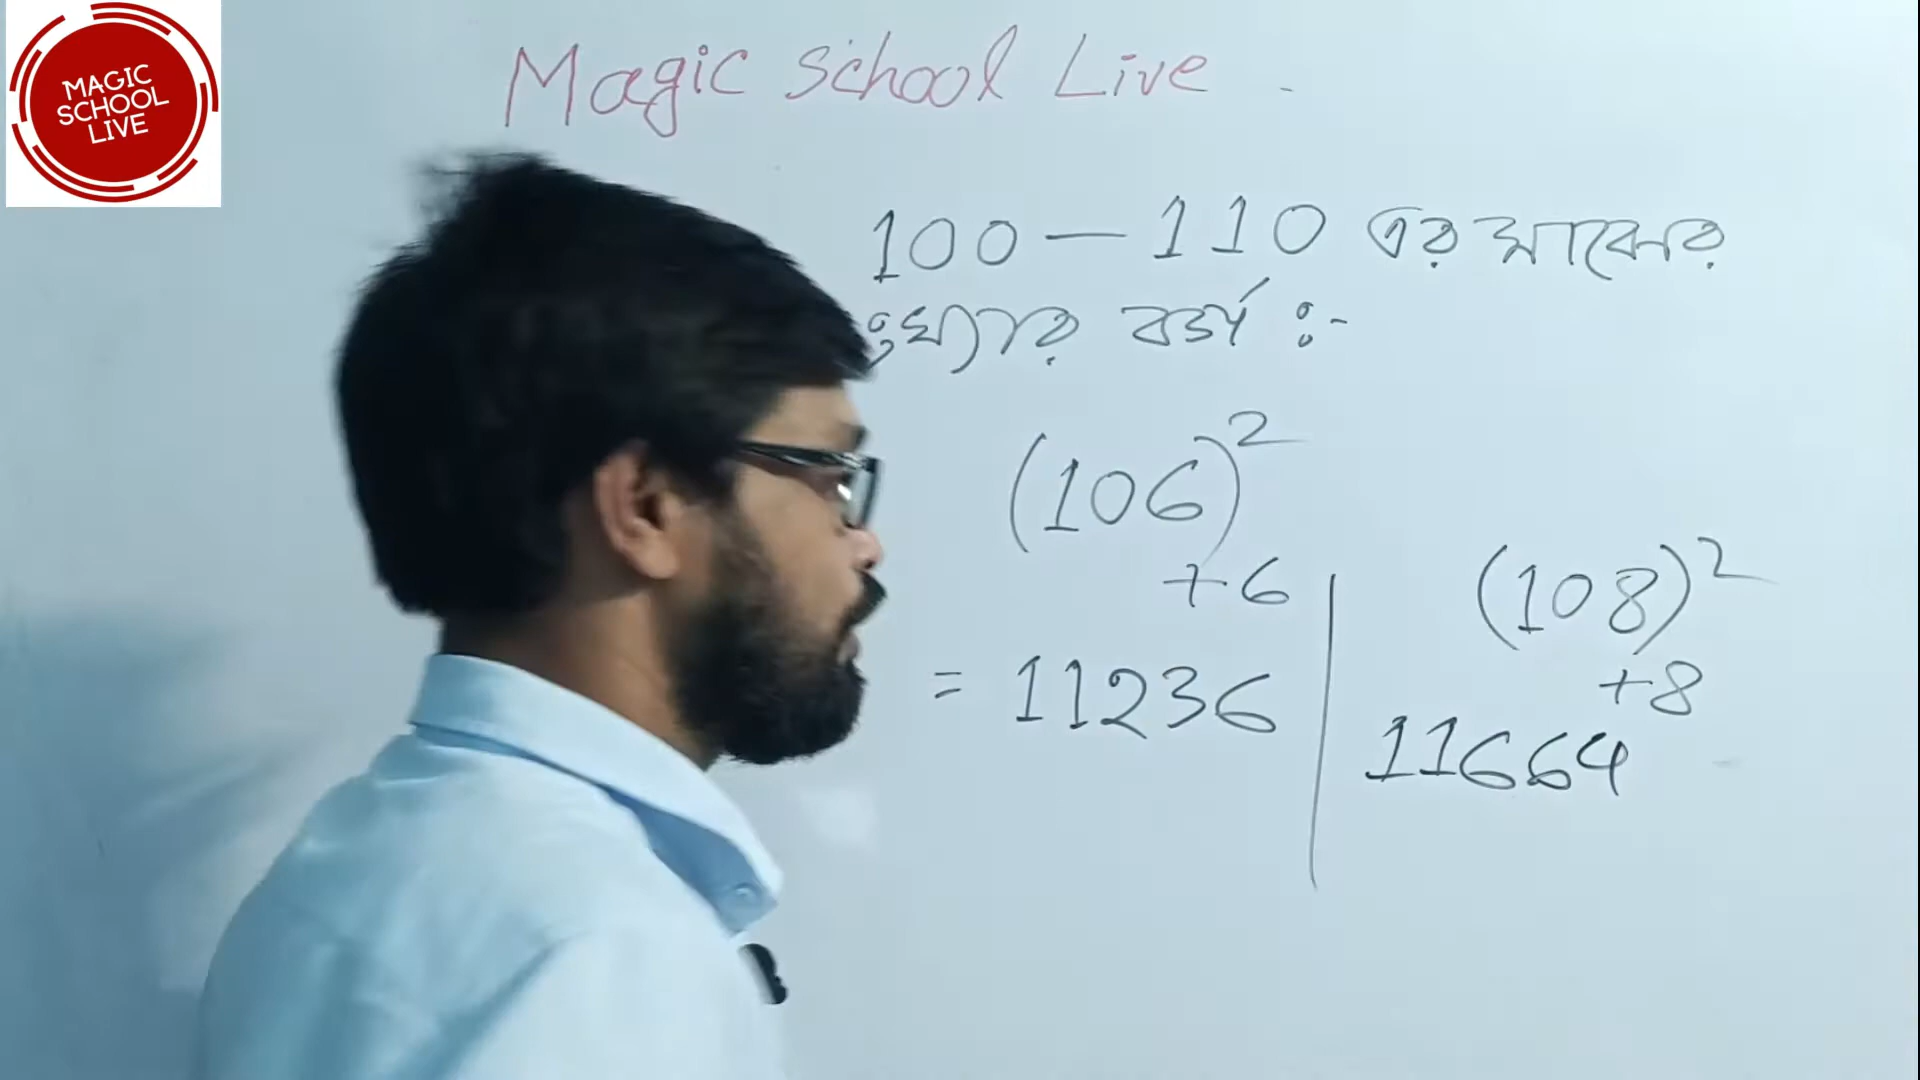 MAGIC
SCHOOL
LIVE
Magic School Live
100 — 110 এর মাঝের
সংখ্যার বর্গ :-
(106)²
+6
= 11236
(108)²
+8
11664